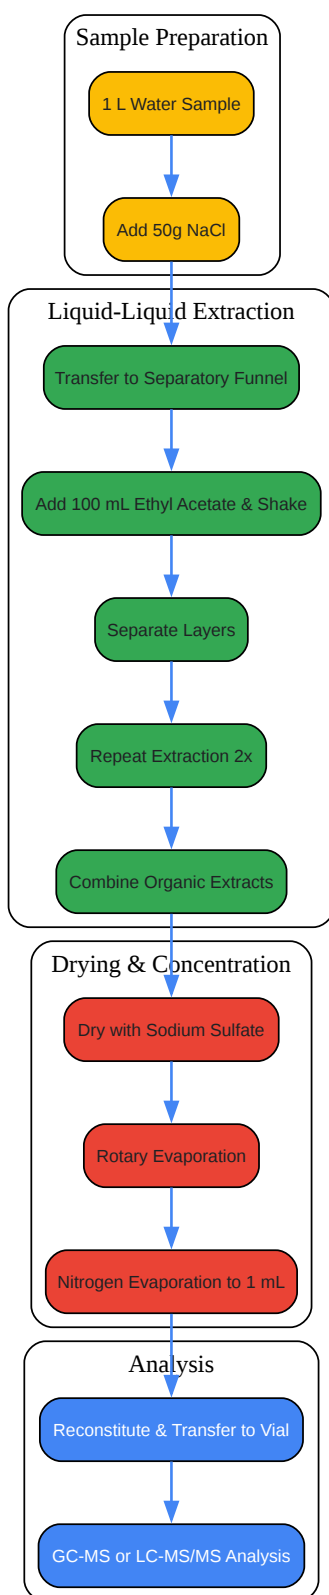 Sample Preparation
1 L Water Sample
Add 50g NaCl
Liquid-Liquid Extraction
Transfer to Separatory Funnel
Add 100 mL Ethyl Acetate & Shake
Separate Layers
Repeat Extraction 2x
Combine Organic Extracts
Drying & Concentration
Dry with Sodium Sulfate
Rotary Evaporation
Nitrogen Evaporation to 1 mL
Analysis
Reconstitute & Transfer to Vial
GC-MS or LC-MS/MS Analysis